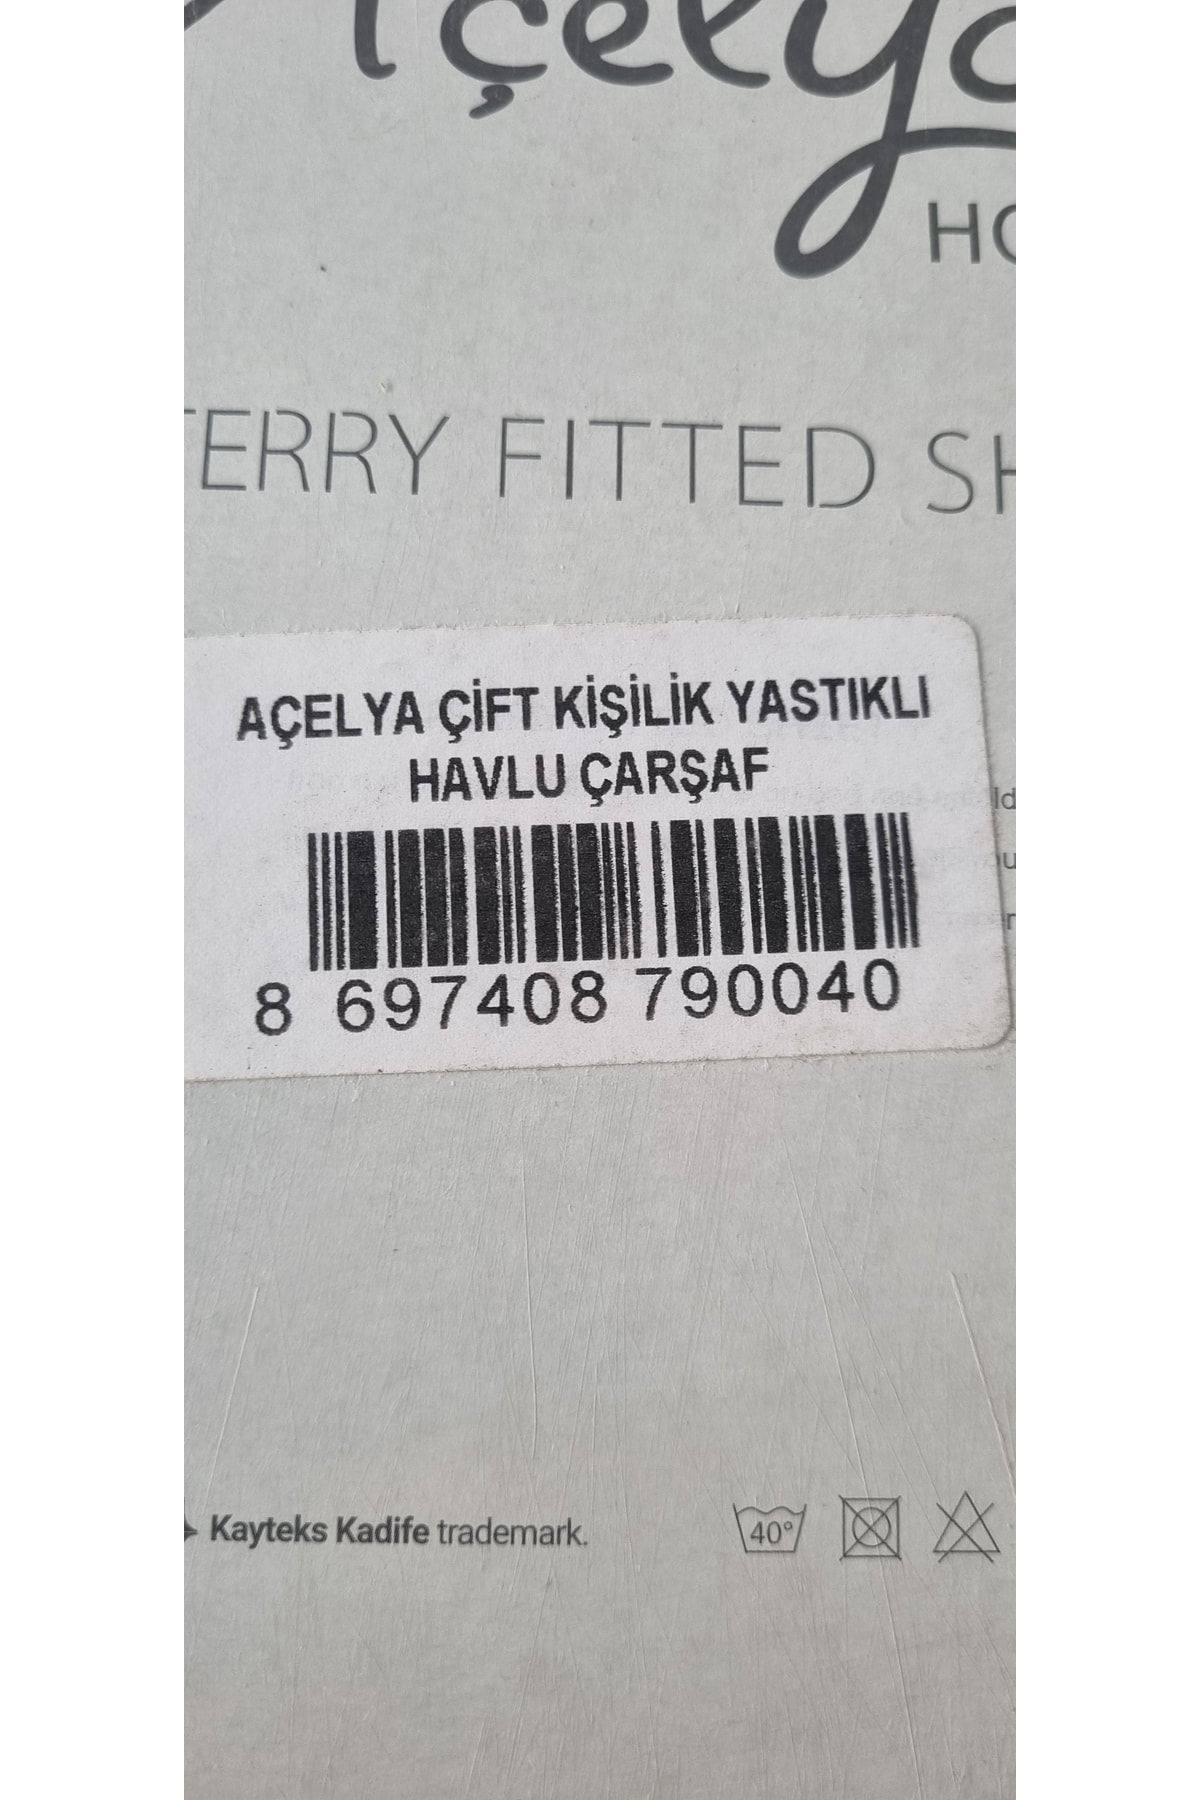 Açelya
HO
TERRY FITTED SH
AÇELYA ÇİFT KİŞİLİK YASTIKLI
HAVLU ÇARŞAF
8 697408 790040
Kayteks Kadife trademark.
40°